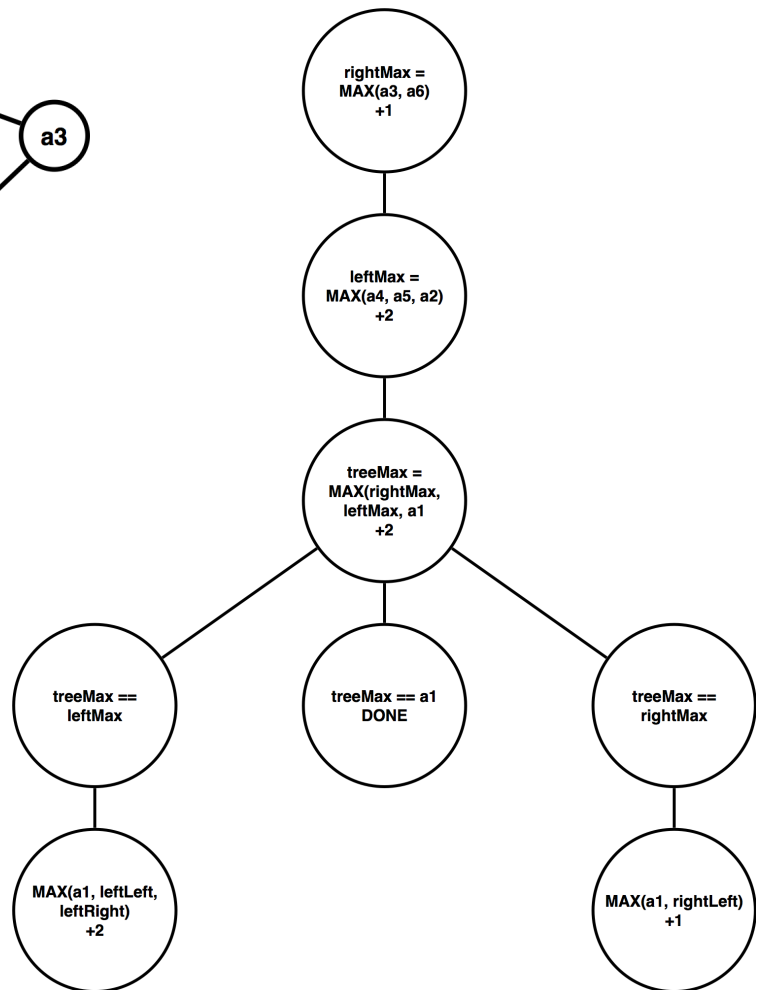 rightMax =
MAX(a3, a6)
+1
a3
leftMax =
MAX(a4, a5, a2)
+2
treeMax =
MAX(rightMax,
leftMax, a1
+2
treeMax ==
leftMax
treeMax == a1
DONE
treeMax ==
rightMax
MAX(a1, leftLeft,
leftRight)
+2
MAX(a1, rightLeft)
+1